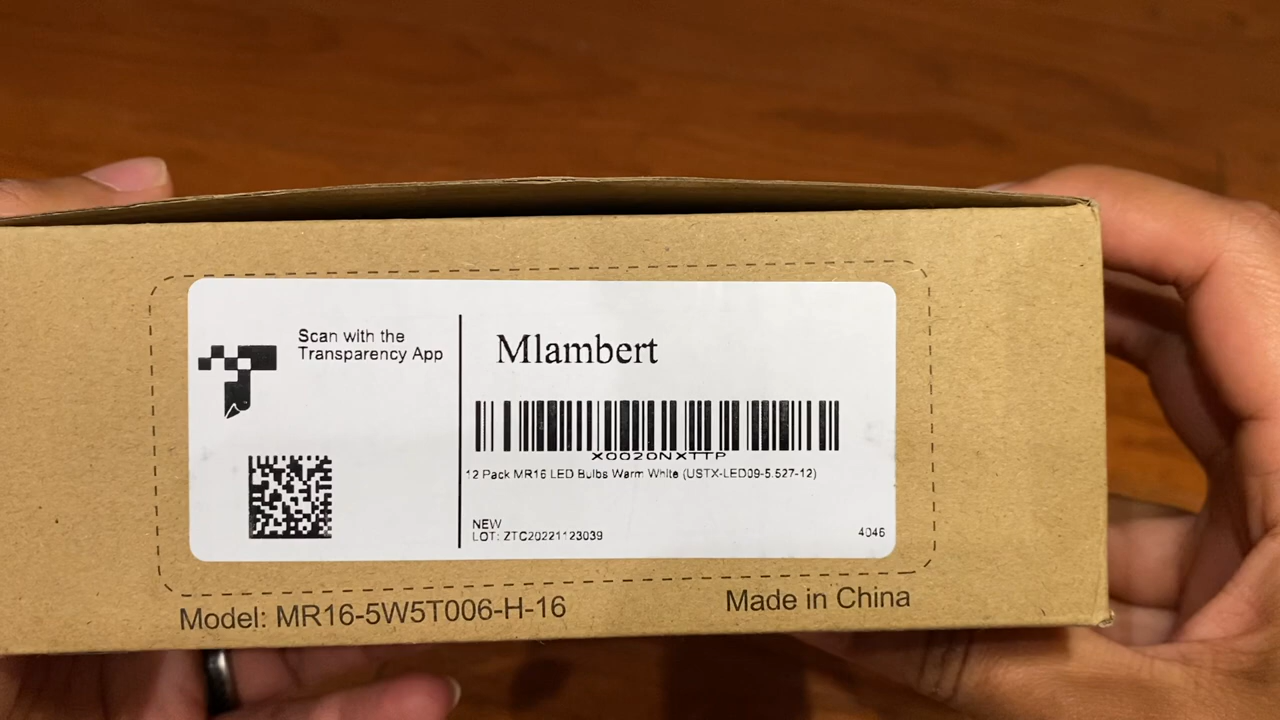 Scan with the
Transparency App
Mlambert
X0020NXTTP
12 Pack MR16 LED Bulbs Warm White (USTX-LED09-5.527-12)
NEW
LOT: ZTC20221123039
4046
Model: MR16-5W5T006-H-16
Made in China